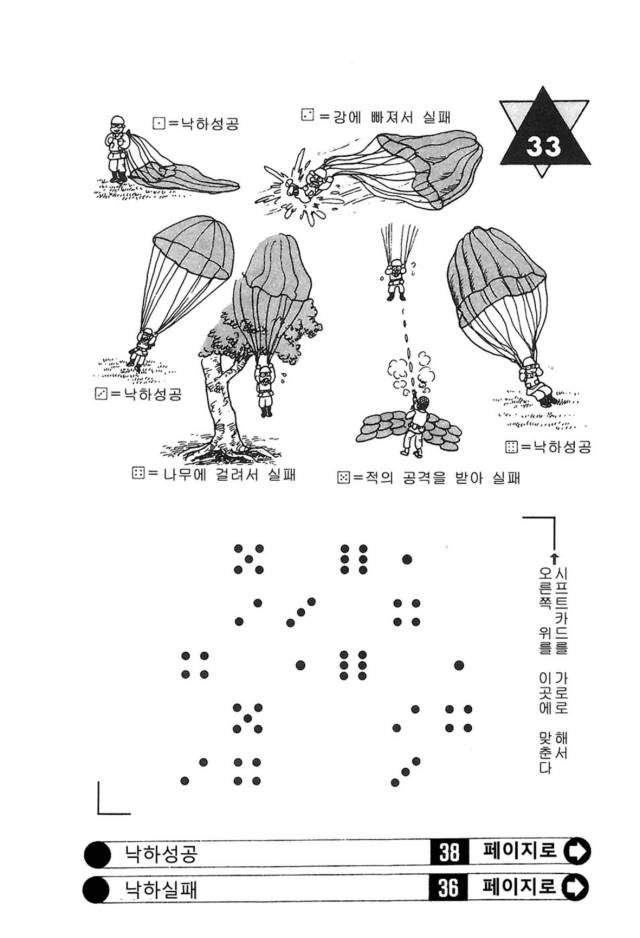 ⚀=낙하성공
⚁=강에 빠져서 실패
33
⚂=낙하성공
⚃= 나무에 걸려서 실패
⚄=적의 공격을 받아 실패
⚅=낙하성공
시프트카드를 가로로 해서
오른쪽 위를 이곳에 맞춘다
낙하성공 38 페이지로
낙하실패 36 페이지로